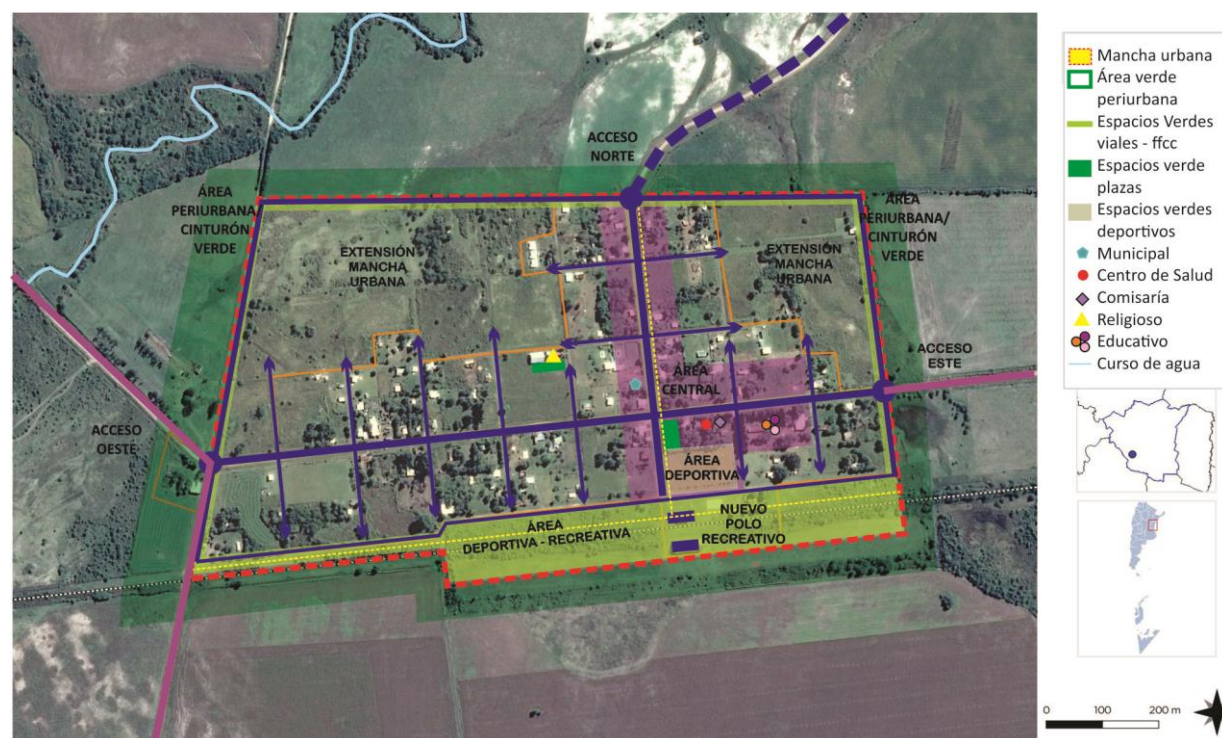 ACCESO
NORTE
ÁREA
PERIURBANA/
CINTURÓN
VERDE
EXTENSIÓN
MANCHA
URBANA
EXTENSIÓN
MANCHA
URBANA
ÁREA
PERIURBANA/
CINTURÓN
VERDE
ACCESO
ESTE
ÁREA
CENTRAL
ACCESO
OESTE
ÁREA
DEPORTIVA
ÁREA
DEPORTIVA - RECREATIVA
NUEVO
POLO
RECREATIVO
Mancha urbana
Área verde
periurbana
Espacios Verdes
viales - ffcc
Espacios verde
plazas
Espacios verdes
deportivos
Municipal
Centro de Salud
Comisaría
Religioso
Educativo
Curso de agua
0 100 200 m